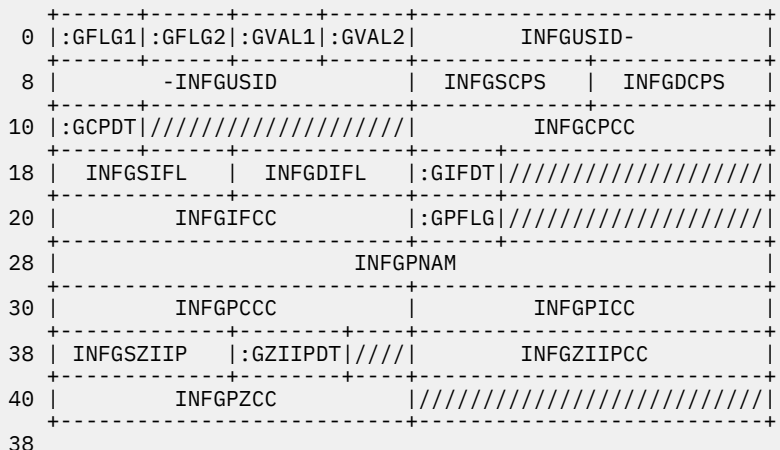 +------+------+------+------+---------------------------+
0 |:GFLG1|:GFLG2|:GVAL1|:GVAL2| INFGUSID- |
+------+------+------+------+-------------+-------------+
8 | -INFGUSID | INFGSCPS | INFGDCPS |
+------+--------------------+-------------+-------------+
10 |:GCPDT|////////////////////| INFGCPCC |
+------+------+-------------+------+--------------------+
18 | INFGSIFL | INFGDIFL |:GIFDT|////////////////////|
+-------------+-------------+------+--------------------+
20 | INFGIFCC |:GPFLG|////////////////////|
+---------------------------+------+--------------------+
28 | INFGPNAM |
+---------------------------+---------------------------+
30 | INFGPCCC | INFGPICC |
+-------------+--------+----+---------------------------+
38 | INFGSZIIP |:GZIIPDT|////| INFGZIIPCC |
+-------------+--------+----+---------------------------+
40 | INFGPZCC |///////////////////////////|
+---------------------------+---------------------------+
38